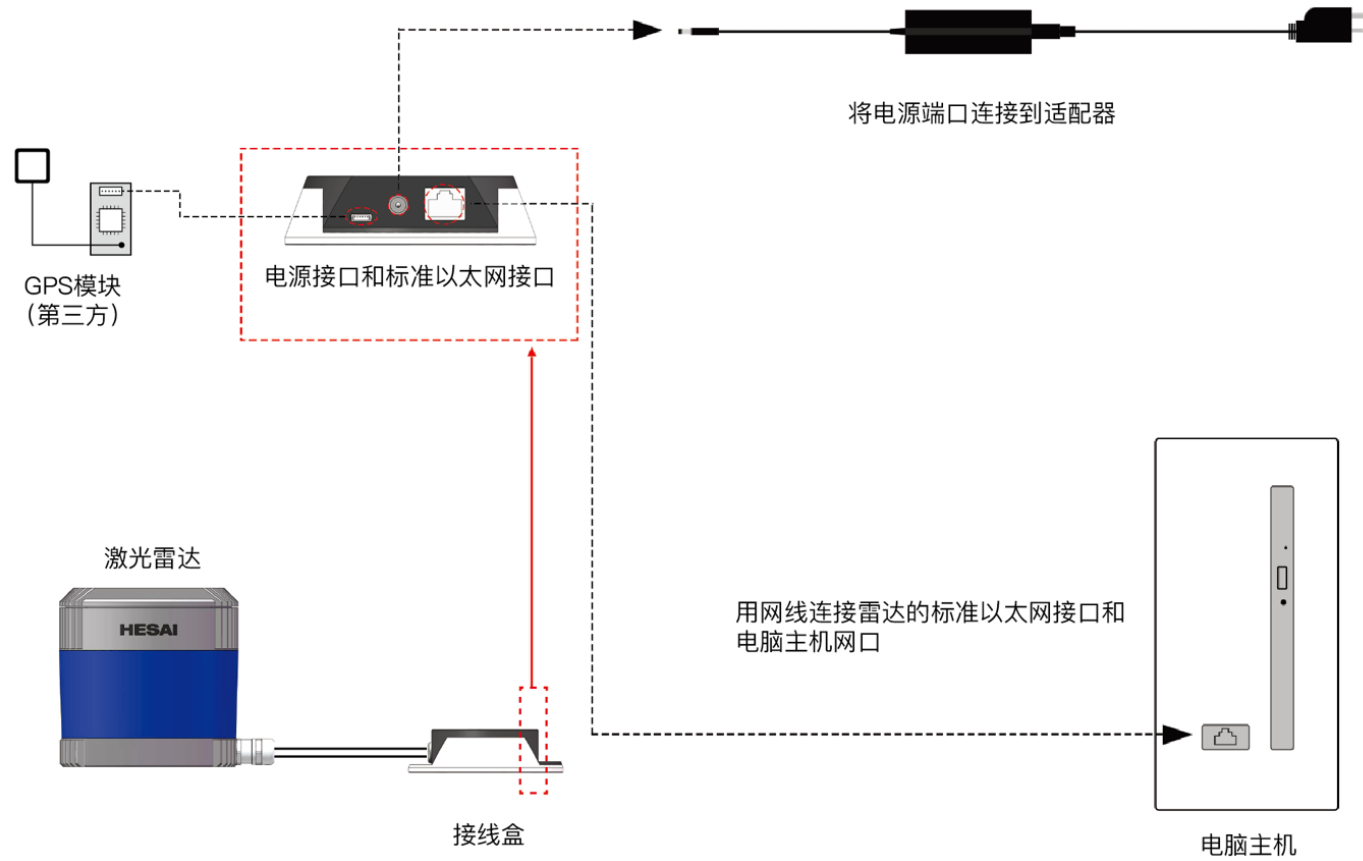 将电源端口连接到适配器
GPS模块
（第三方）
电源接口和标准以太网接口
激光雷达
HESAI
用网线连接雷达的标准以太网接口和
电脑主机网口
接线盒
电脑主机